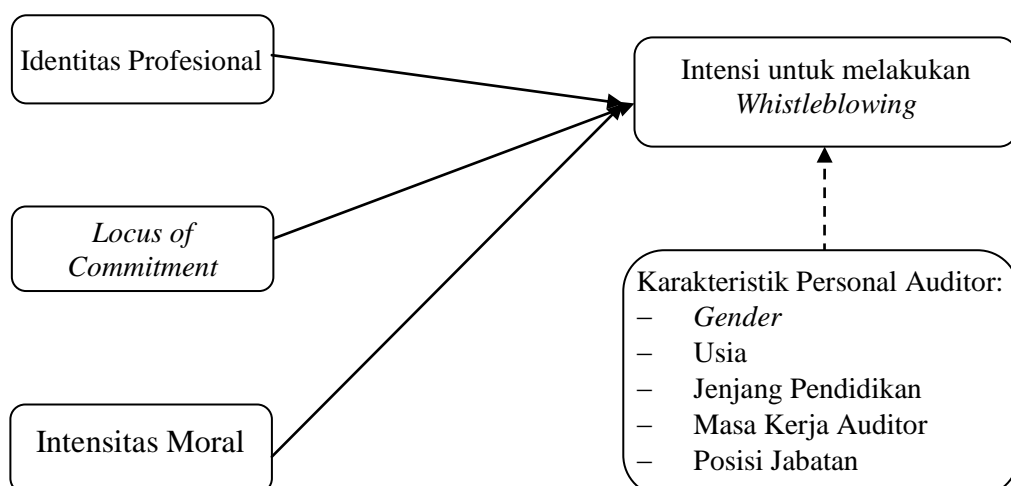 Identitas Profesional
Intensi untuk melakukan
Whistleblowing
Locus of
Commitment
Intensitas Moral
Karakteristik Personal Auditor:
– Gender
– Usia
– Jenjang Pendidikan
– Masa Kerja Auditor
– Posisi Jabatan